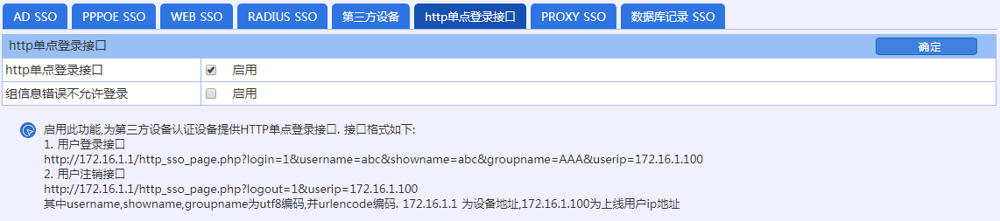 AD SSO PPPOE SSO WEB SSO RADIUS SSO 第三方设备 http单点登录接口 PROXY SSO 数据库记录 SSO
http单点登录接口 确定
http单点登录接口 启用
组信息错误不允许登录 启用
启用此功能,为第三方设备认证设备提供HTTP单点登录接口. 接口格式如下:
1. 用户登录接口
http://172.16.1.1/http_sso_page.php?login=1&username=abc&showname=abc&groupname=AAA&userip=172.16.1.100
2. 用户注销接口
http://172.16.1.1/http_sso_page.php?logout=1&userip=172.16.1.100
其中username,showname,groupname为utf8编码,并urlencode编码. 172.16.1.1 为设备地址,172.16.1.100为上线用户ip地址